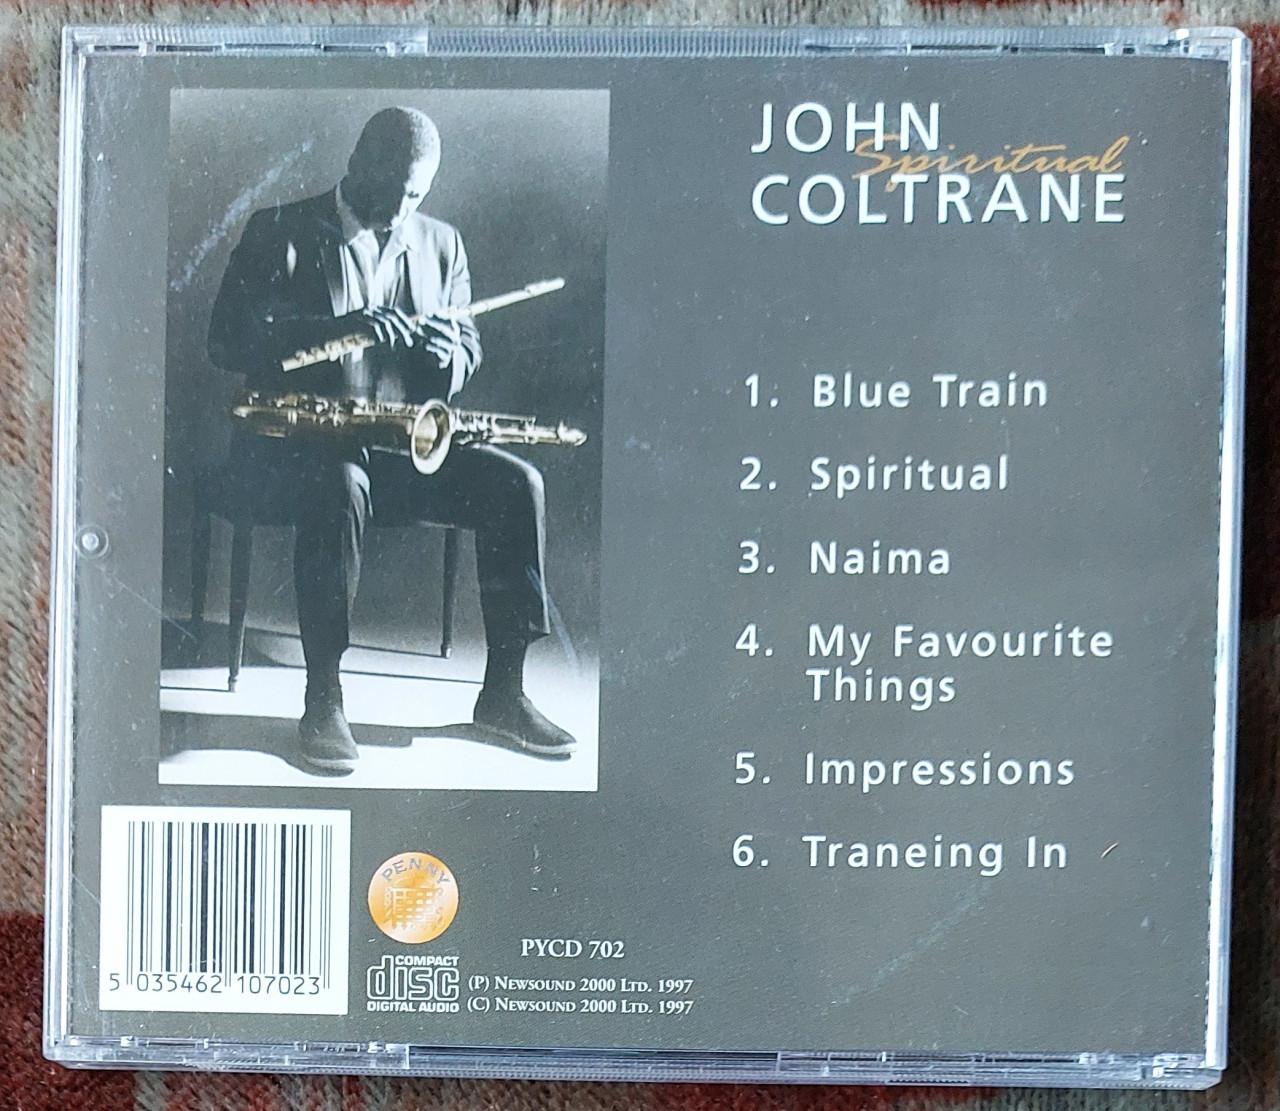 JOHN
Spiritual
COLTRANE
1. Blue Train
2. Spiritual
3. Naima
4. My Favourite
Things
5. Impressions
6. Traneing In
5 035462 107023
PENNY
COMPACT
disc
DIGITAL AUDIO
PYCD 702
(P) Newsound 2000 Ltd. 1997
(C) Newsound 2000 Ltd. 1997